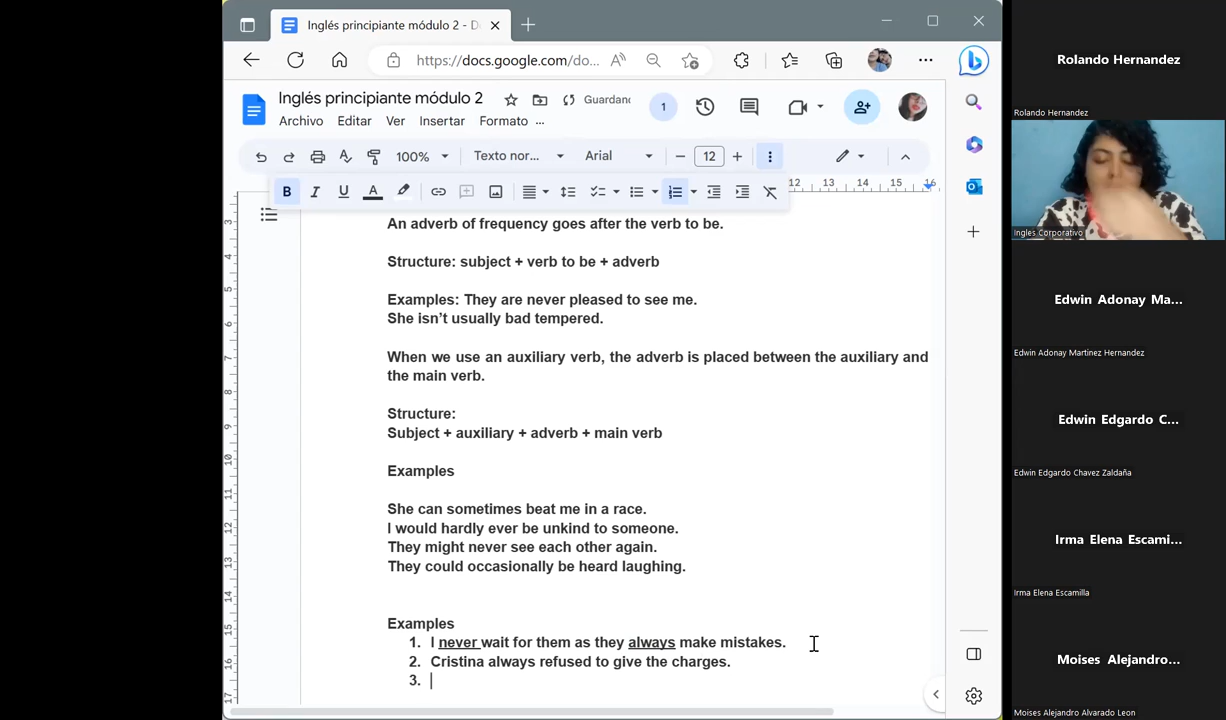 Inglés principiante módulo 2 - D
https://docs.google.com/do...
Inglés principiante módulo 2
Guardanc
1
Archivo Editar Ver Insertar Formato ...
100% Texto nor... Arial 12
12 13 14 15 16
An adverb of frequency goes after the verb to be.
Structure: subject + verb to be + adverb
Examples: They are never pleased to see me.
She isn't usually bad tempered.
When we use an auxiliary verb, the adverb is placed between the auxiliary and
the main verb.
Structure:
Subject + auxiliary + adverb + main verb
Examples
She can sometimes beat me in a race.
I would hardly ever be unkind to someone.
They might never see each other again.
They could occasionally be heard laughing.
Examples
1. I never wait for them as they always make mistakes.
2. Cristina always refused to give the charges.
3.
Rolando Hernandez
Rolando Hernandez
Ingles Corporativo
Edwin Adonay Ma...
Edwin Adonay Martinez Hernandez
Edwin Edgardo C...
Edwin Edgardo Chavez Zaldaña
Irma Elena Escami...
Irma Elena Escamilla
Moises Alejandro...
Moises Alejandro Alvarado Leon